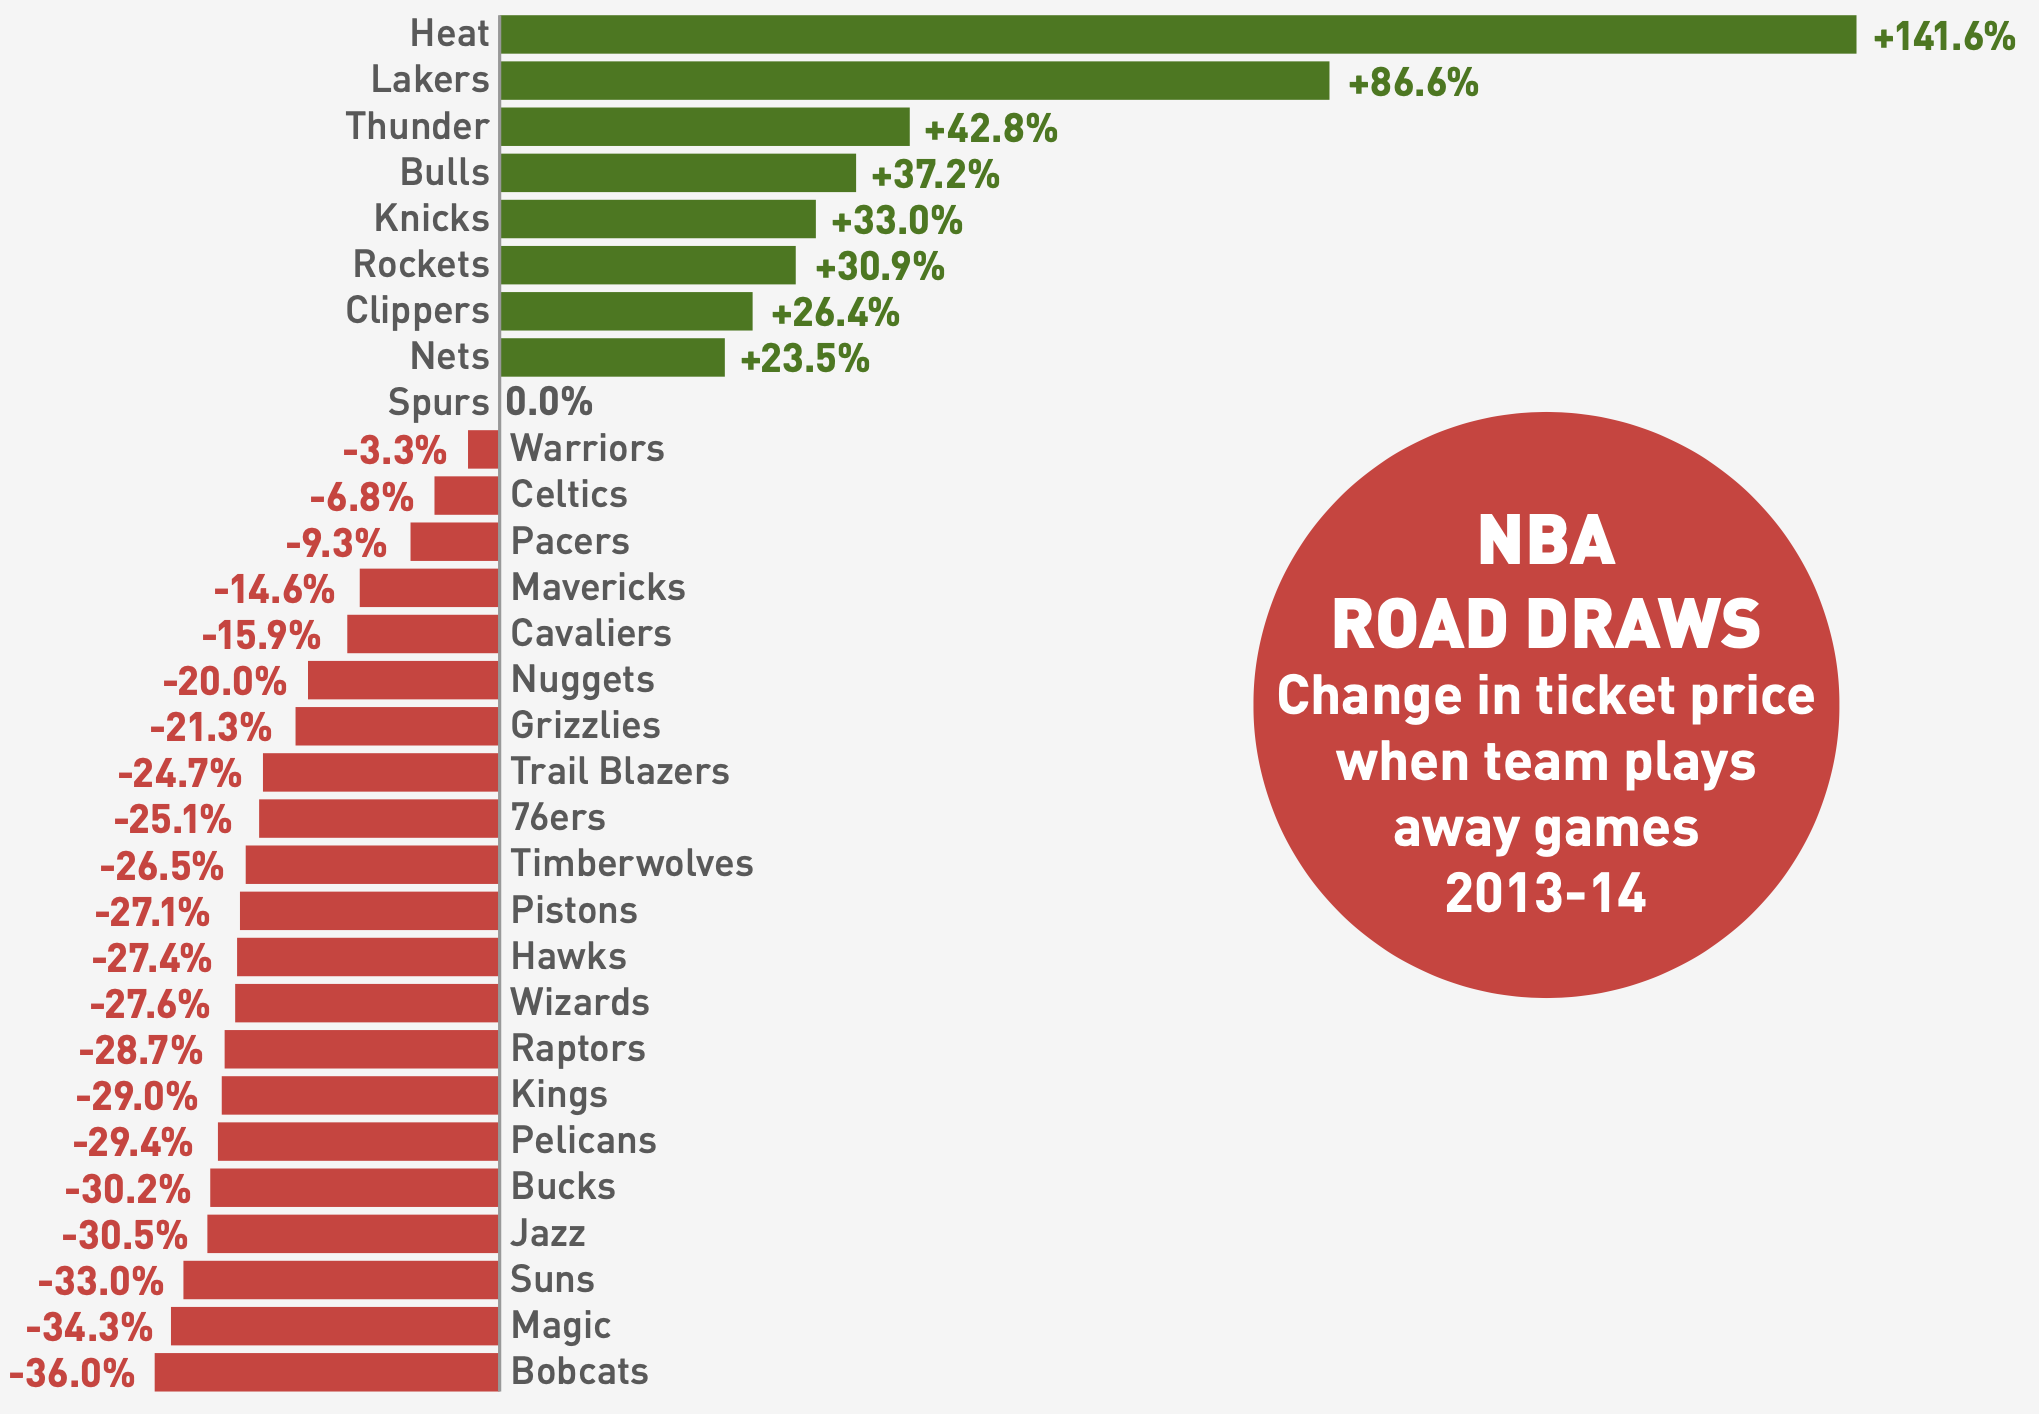 Heat +141.6%
Lakers +86.6%
Thunder +42.8%
Bulls +37.2%
Knicks +33.0%
Rockets +30.9%
Clippers +26.4%
Nets +23.5%
Spurs 0.0%
-3.3% Warriors
-6.8% Celtics
-9.3% Pacers
-14.6% Mavericks
-15.9% Cavaliers
-20.0% Nuggets
-21.3% Grizzlies
-24.7% Trail Blazers
-25.1% 76ers
-26.5% Timberwolves
-27.1% Pistons
-27.4% Hawks
-27.6% Wizards
-28.7% Raptors
-29.0% Kings
-29.4% Pelicans
-30.2% Bucks
-30.5% Jazz
-33.0% Suns
-34.3% Magic
-36.0% Bobcats
NBA
ROAD DRAWS
Change in ticket price
when team plays
away games
2013-14